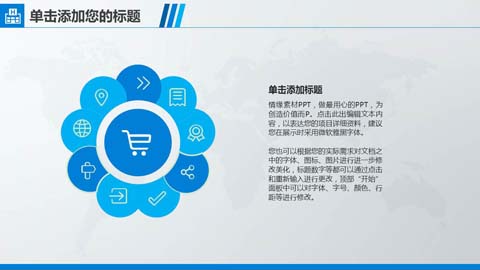 单击添加您的标题
单击添加标题
情缘素材PPT，做最用心的PPT，为
创造价值而P。点击此出编辑文本内
容，以表达您的项目详细资料，建议
您在展示时采用微软雅黑字体。
您也可以根据您的实际需求对文档之
中的字体、图标、图片进行进一步修
改美化，标题数字等都可以通过点击
和重新输入进行更改，顶部“开始”
面板中可以对字体、字号、颜色、行
距等进行修改。